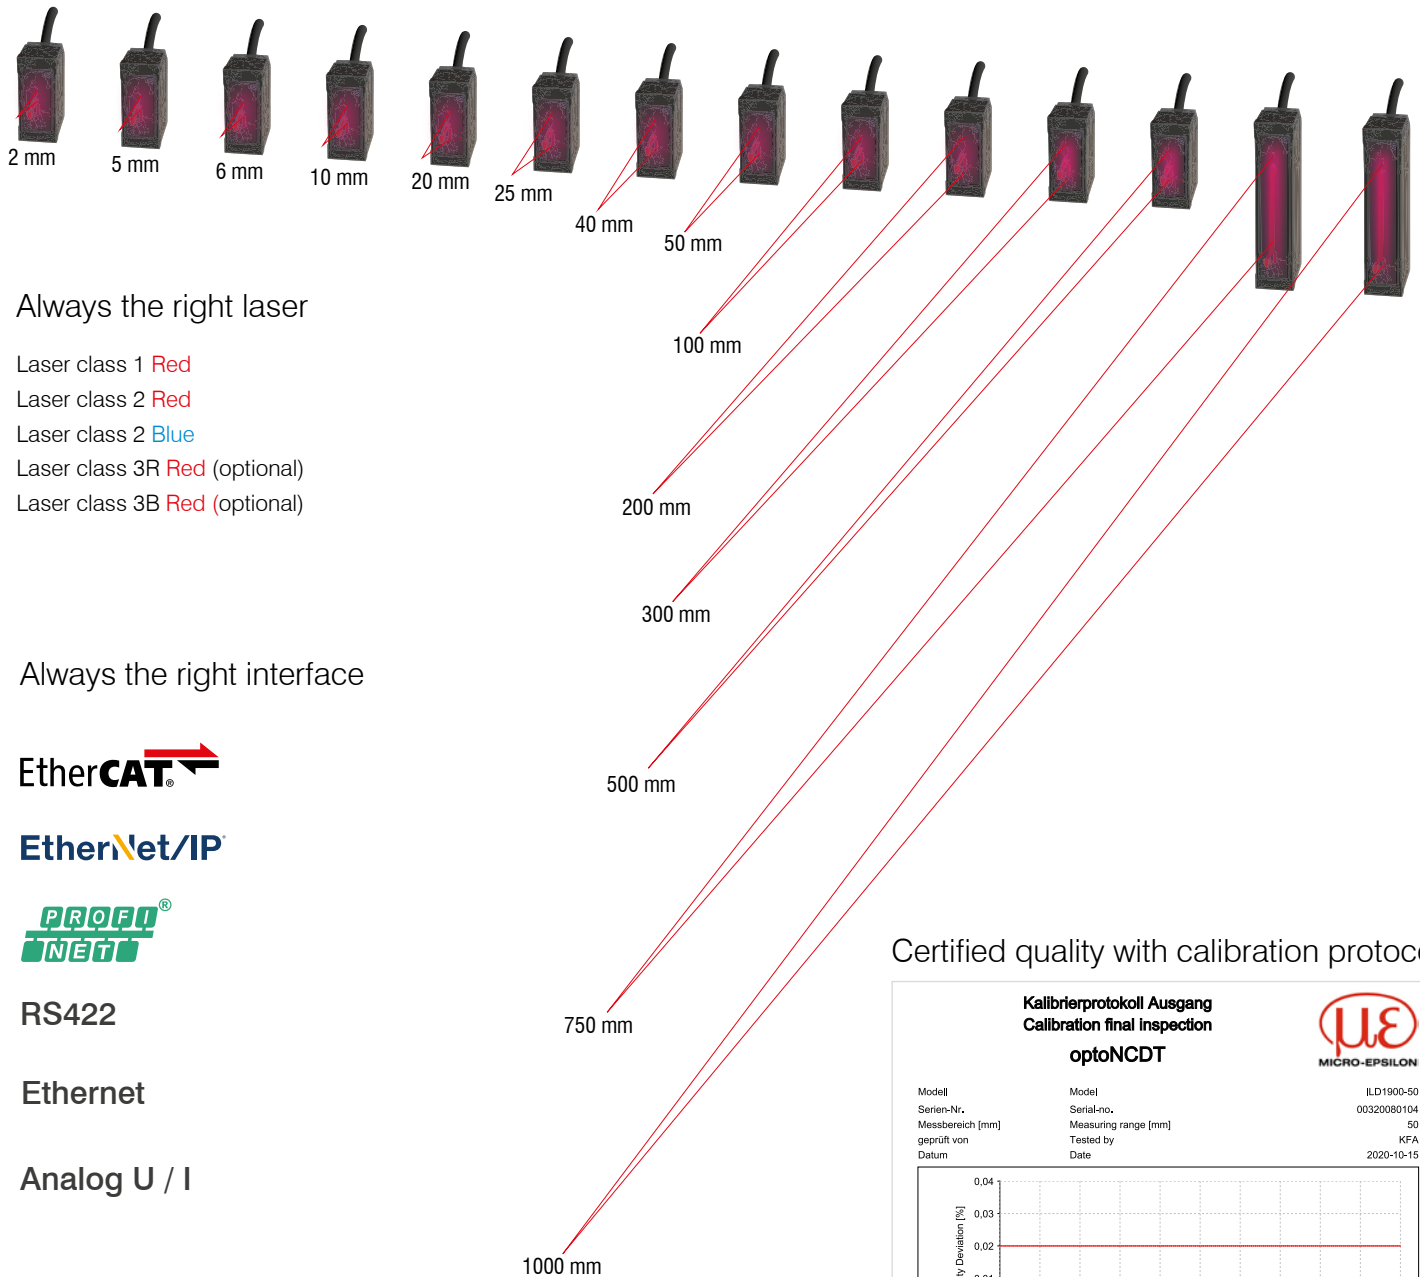 2 mm
5 mm
6 mm
10 mm
20 mm
25 mm
40 mm
50 mm
100 mm
200 mm
300 mm
500 mm
750 mm
1000 mm
Always the right laser
Laser class 1 Red
Laser class 2 Red
Laser class 2 Blue
Laser class 3R Red (optional)
Laser class 3B Red (optional)
Always the right interface
EtherCAT®
EtherNet/IP
PROFI®
NET
RS422
Ethernet
Analog U / I
Certified quality with calibration
Kalibrierprotokoll Ausgang
Calibration final inspection
optoNCDT
με
MICRO-EPSILON
Modell Model ILD1900-50
Serien-Nr. Serial-no. 00320080104
Messbereich [mm] Measuring range [mm] 50
geprüft von Tested by KFA
Datum Date 2020-10-15
0,04
0,03
0,02
Deviation [%]